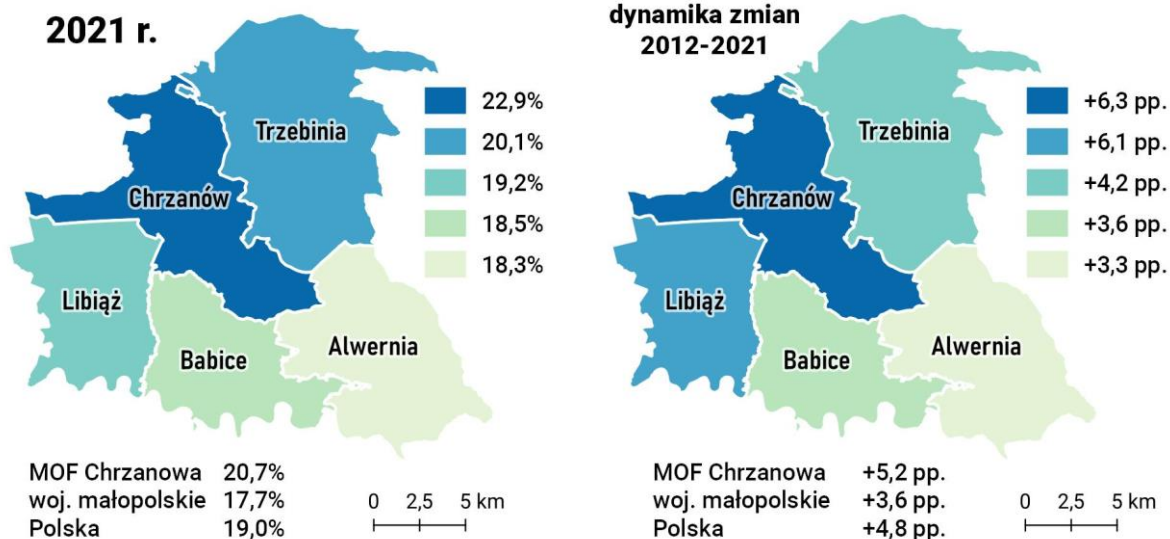 2021 r.
22,9%
20,1%
19,2%
18,5%
18,3%
Trzebinia
Chrzanów
Libiąż
Babice
Alwernia
MOF Chrzanowa 20,7%
woj. małopolskie 17,7%
Polska 19,0%
0 2,5 5 km
dynamika zmian
2012-2021
+6,3 pp.
+6,1 pp.
+4,2 pp.
+3,6 pp.
+3,3 pp.
Trzebinia
Chrzanów
Libiąż
Babice
Alwernia
MOF Chrzanowa +5,2 pp.
woj. małopolskie +3,6 pp.
Polska +4,8 pp.
0 2,5 5 km